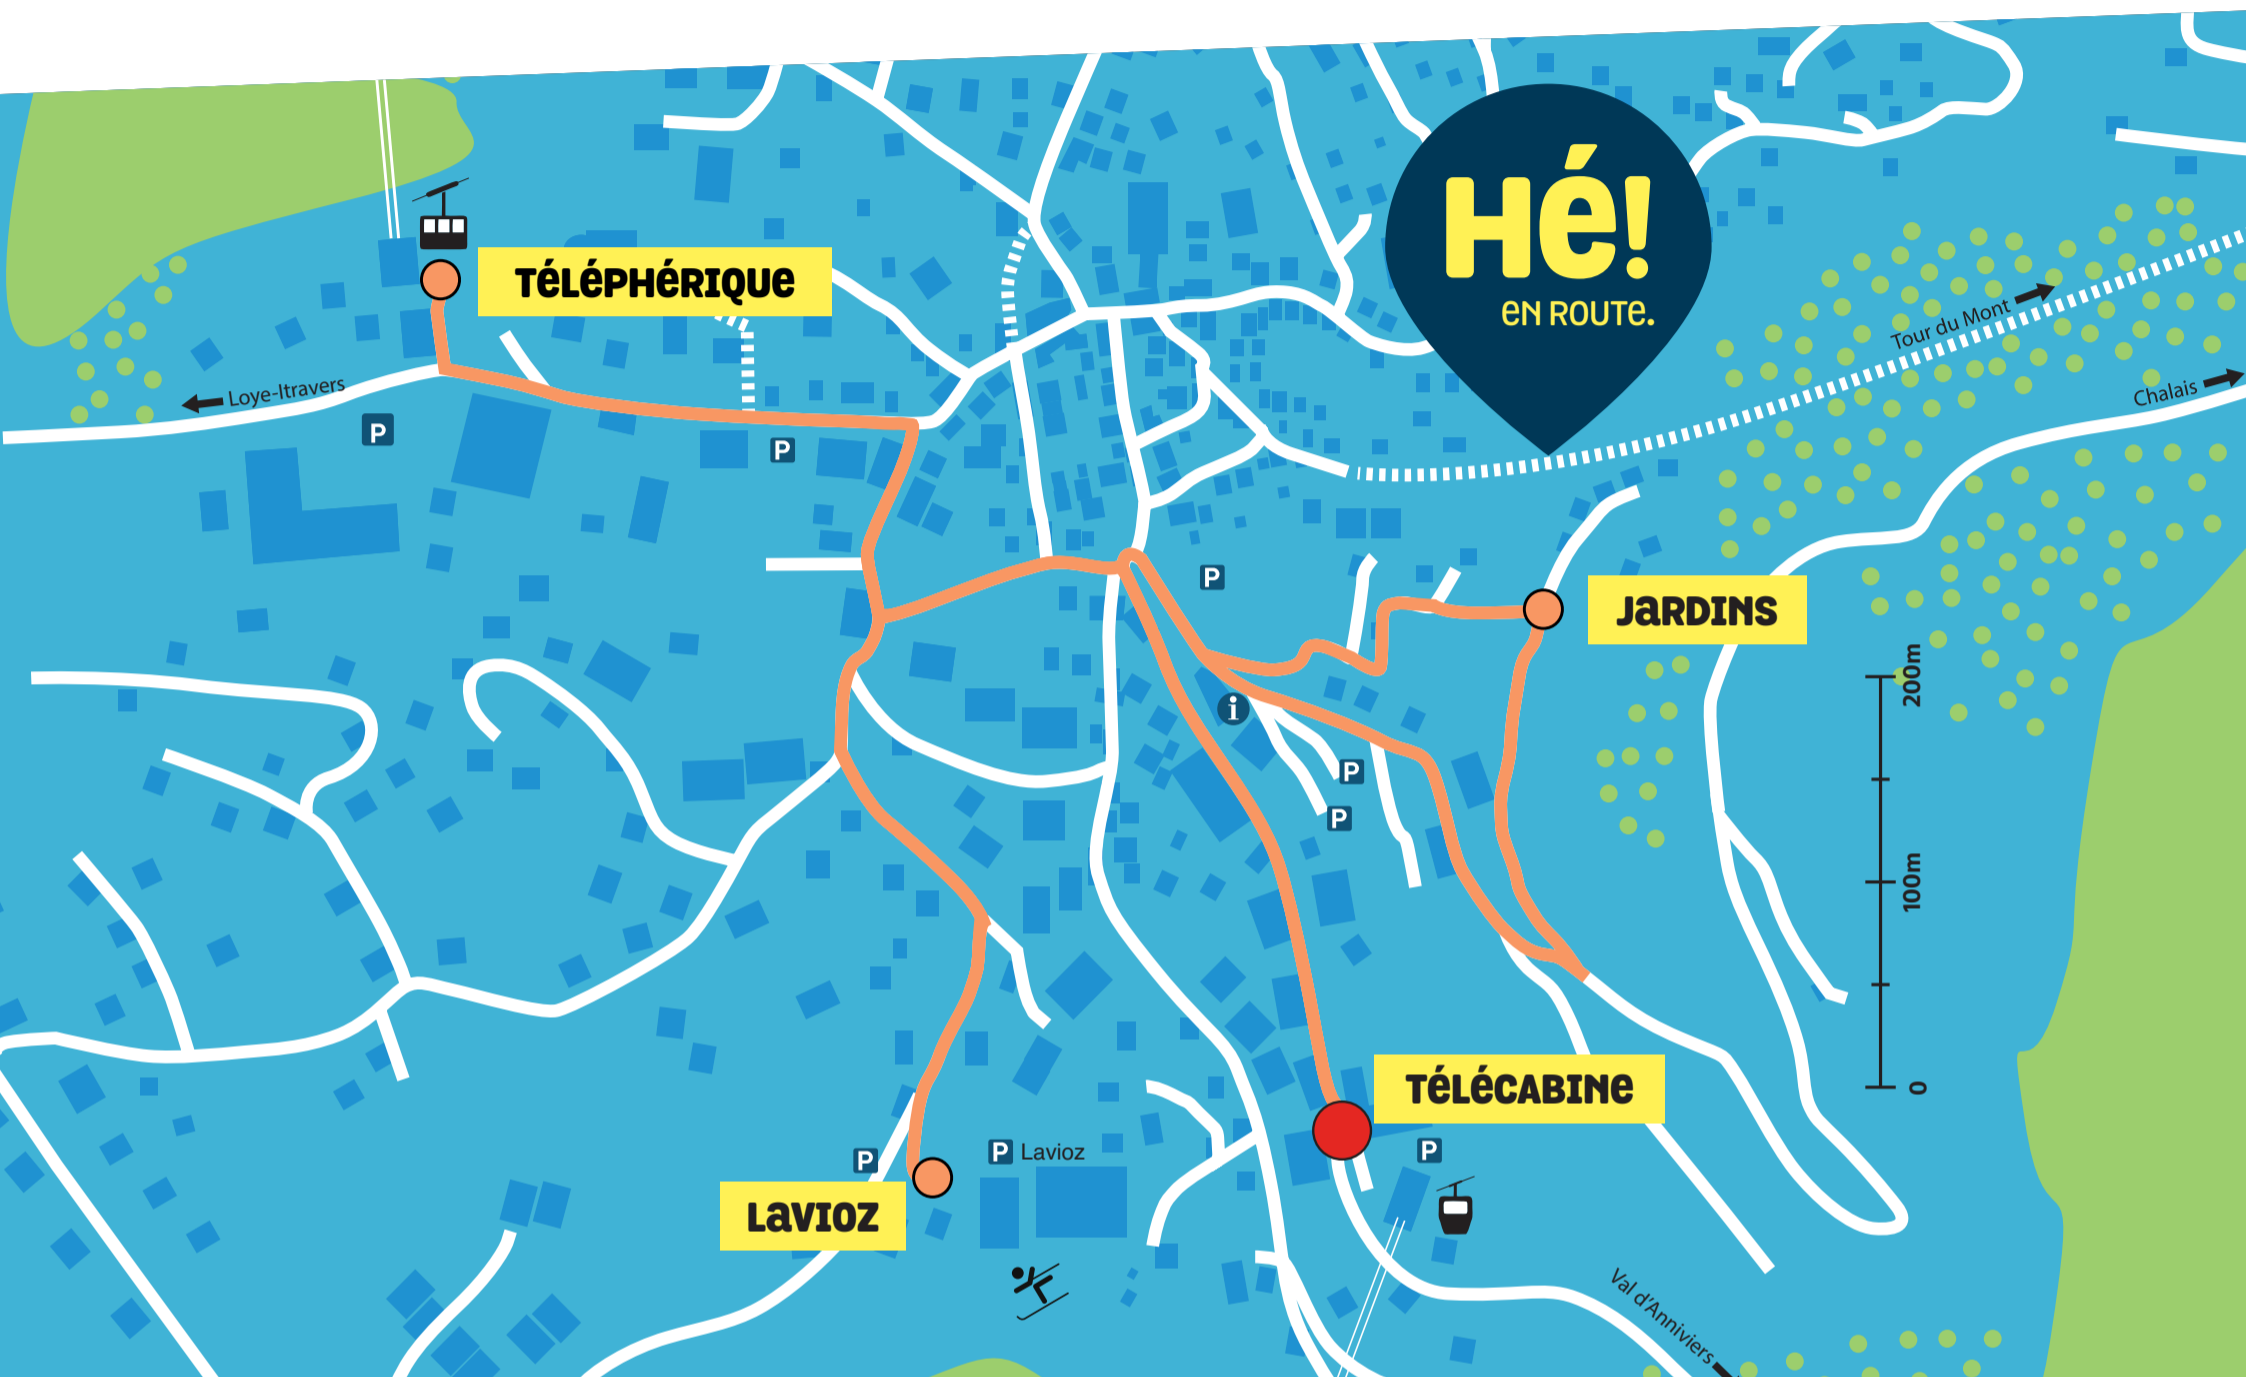 Hé!
en route.
Téléphérique
Tour du Mont
Loye-Itravers
Chalais
P
P
P
Jardins
200m
i
P
P
100m
Télécabine
0
P
P Lavioz
P
Lavioz
Val d'Anniviers